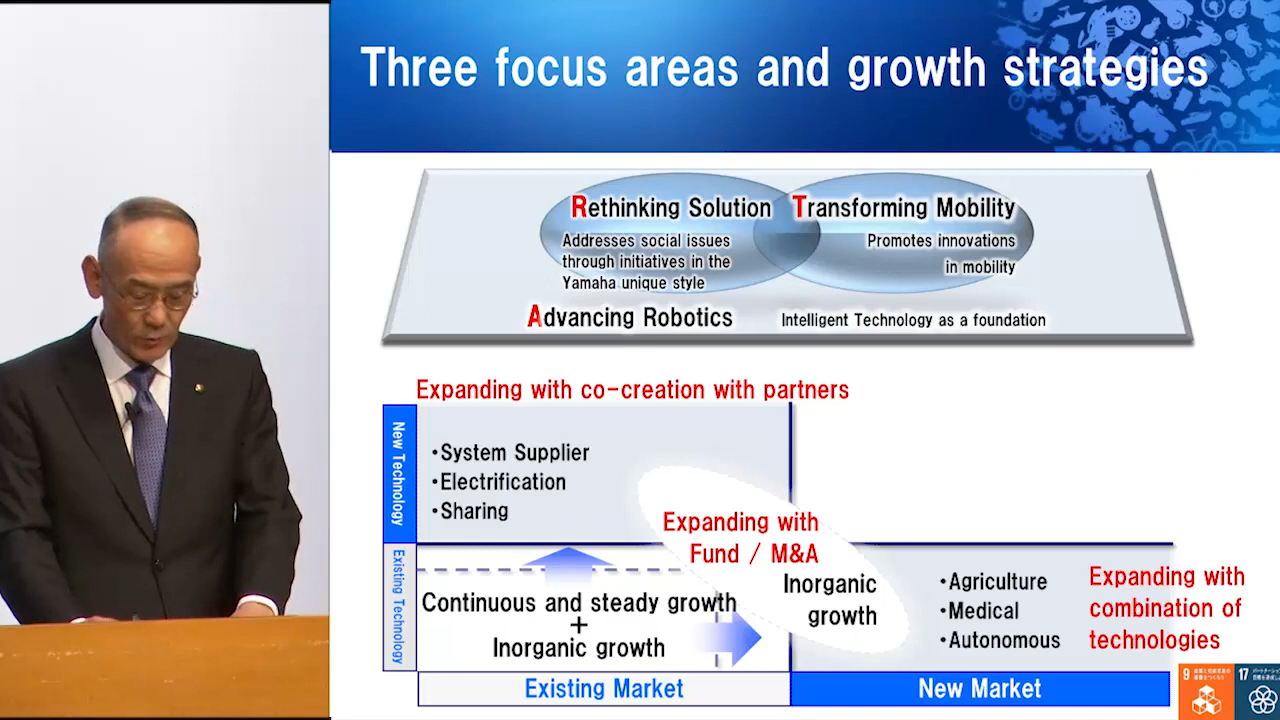 Three focus areas and growth strategies
Rethinking Solution
Transforming Mobility
Addresses social issues
through initiatives in the
Yamaha unique style
Promotes innovations
in mobility
Advancing Robotics
Intelligent Technology as a foundation
Expanding with co-creation with partners
New Technology
・System Supplier
・Electrification
・Sharing
Expanding with
Fund / M&A
Existing Technology
Continuous and steady growth
+
Inorganic growth
Inorganic
growth
・Agriculture
・Medical
・Autonomous
Expanding with
combination of
technologies
Existing Market
New Market
9
17